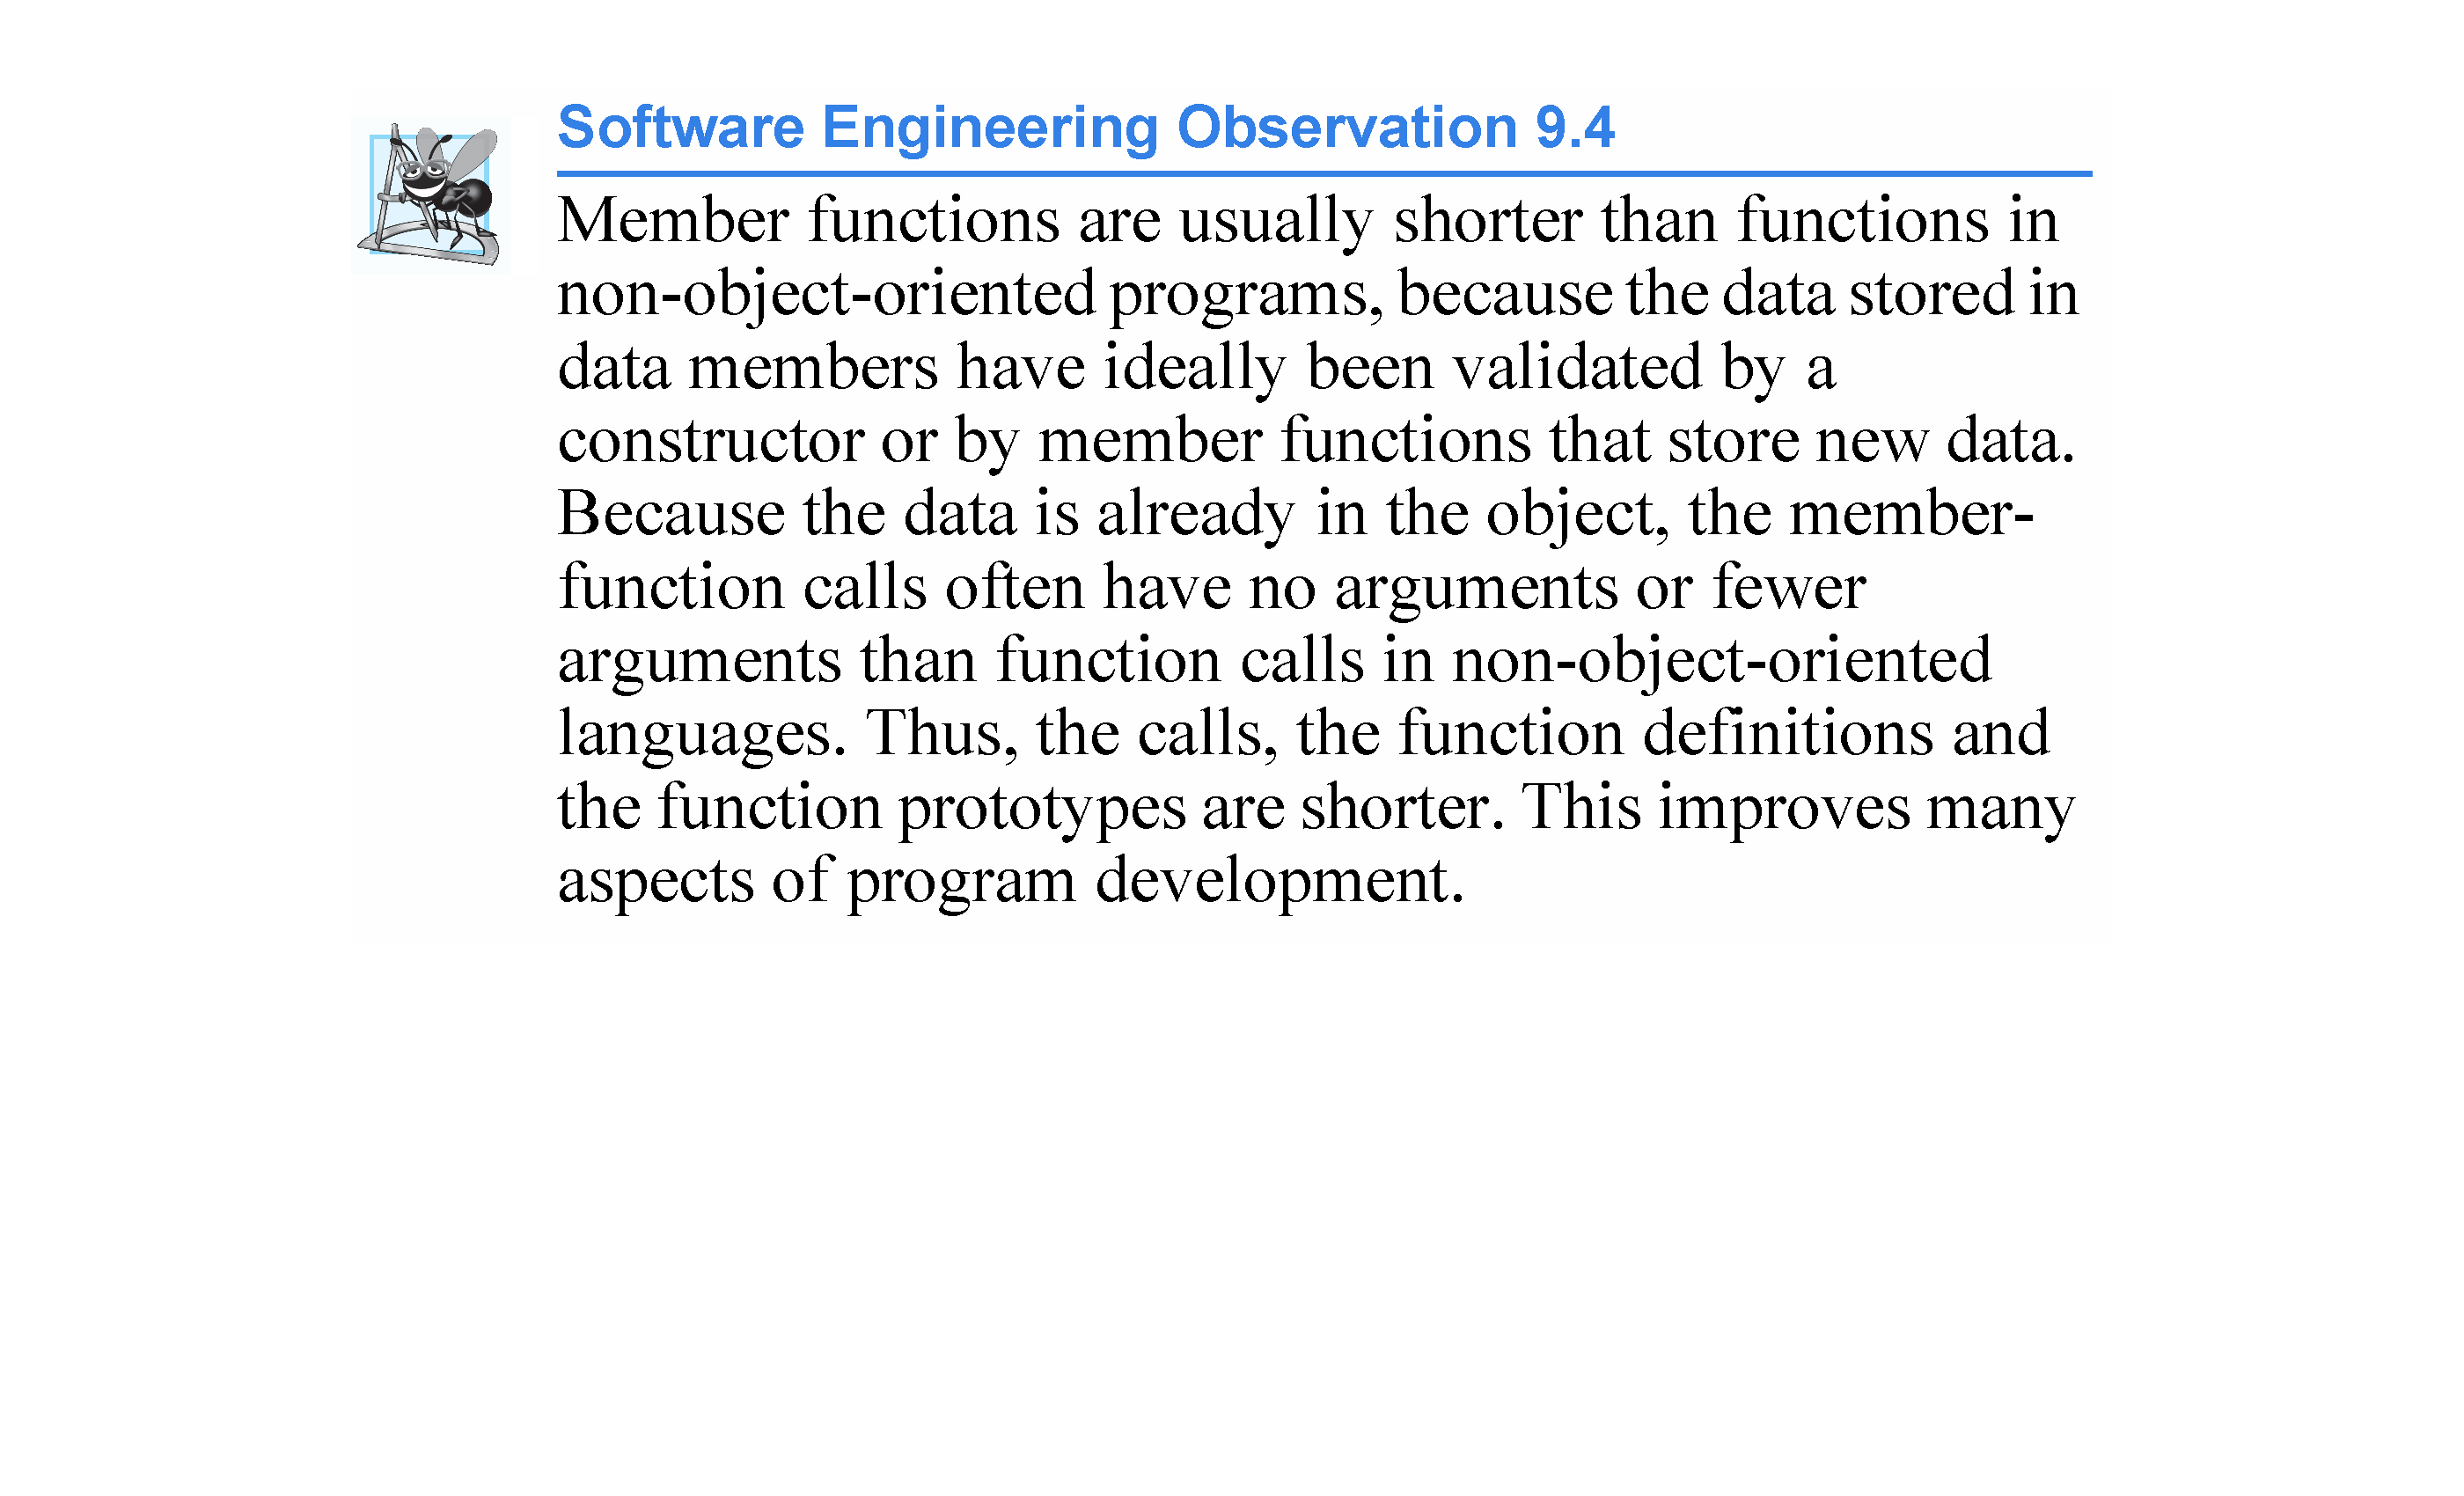 Software Engineering Observation 9.4
Member functions are usually shorter than functions in
non-object-oriented programs, because the data stored in
data members have ideally been validated by a
constructor or by member functions that store new data.
Because the data is already in the object, the member-
function calls often have no arguments or fewer
arguments than function calls in non-object-oriented
languages. Thus, the calls, the function definitions and
the function prototypes are shorter. This improves many
aspects of program development.